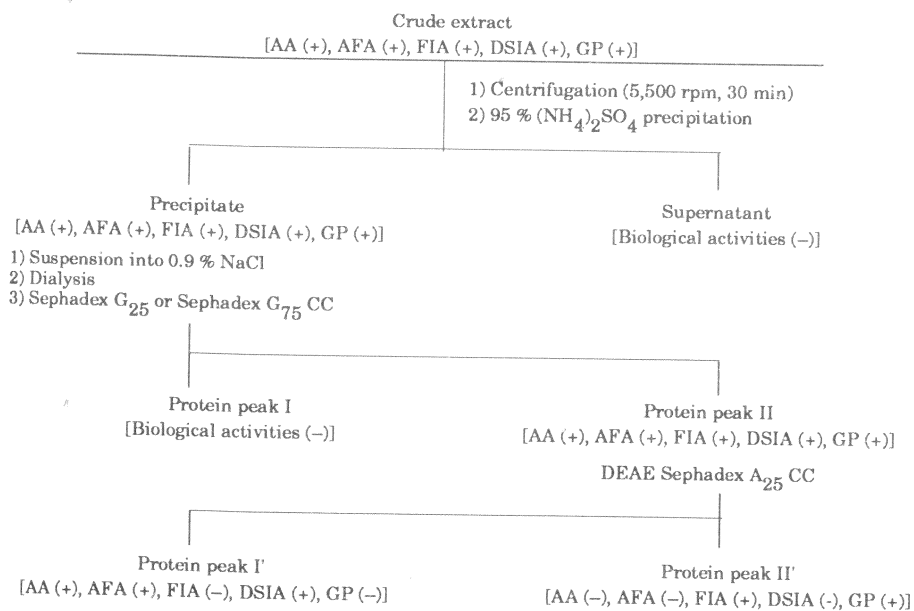 Crude extract
[AA (+), AFA (+), FIA (+), DSIA (+), GP (+)]
1) Centrifugation (5,500 rpm, 30 min)
2) 95 % (NH4)2SO4 precipitation
Precipitate
[AA (+), AFA (+), FIA (+), DSIA (+), GP (+)]
1) Suspension into 0.9 % NaCl
2) Dialysis
3) Sephadex G25 or Sephadex G75 CC
Supernatant
[Biological activities (–)]
Protein peak I
[Biological activities (–)]
Protein peak II
[AA (+), AFA (+), FIA (+), DSIA (+), GP (+)]
DEAE Sephadex A25 CC
Protein peak I'
[AA (+), AFA (+), FIA (–), DSIA (+), GP (–)]
Protein peak II'
[AA (–), AFA (–), FIA (+), DSIA (-), GP (+)]